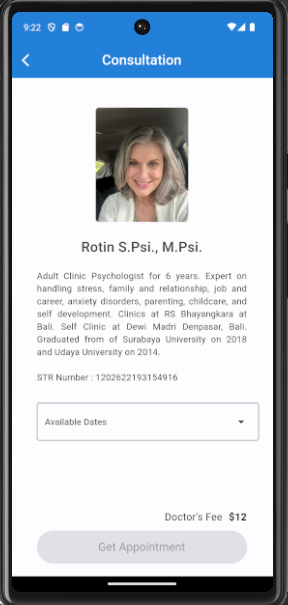 9:22
Consultation
Rotin S.Psi., M.Psi.
Adult Clinic Psychologist for 6 years. Expert on
handling stress, family and relationship, job and
career, anxiety disorders, parenting, childcare, and
self development. Clinics at RS Bhayangkara at
Bali. Self Clinic at Dewi Madri Denpasar, Bali.
Graduated from of Surabaya University on 2018
and Udaya University on 2014.
STR Number : 1202622193154916
Available Dates
Doctor's Fee $12
Get Appointment